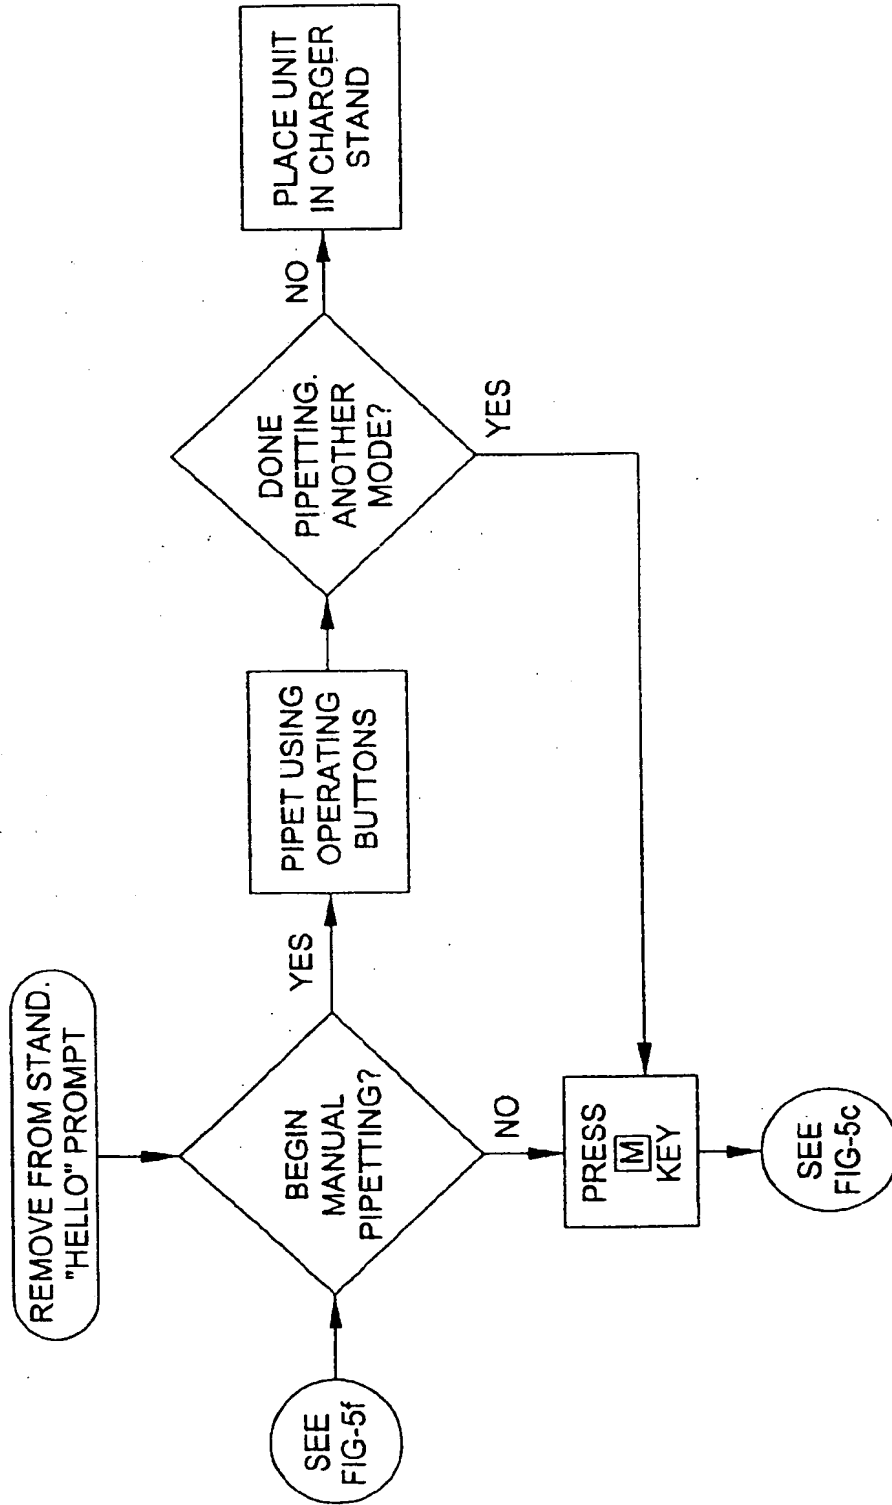 REMOVE FROM STAND.
"HELLO" PROMPT
SEE
FIG-5f
BEGIN
MANUAL
PIPETTING?
YES
PIPET USING
OPERATING
BUTTONS
DONE
PIPETTING.
ANOTHER
MODE?
NO
PLACE UNIT
IN CHARGER
STAND
YES
NO
PRESS
M
KEY
SEE
FIG-5c